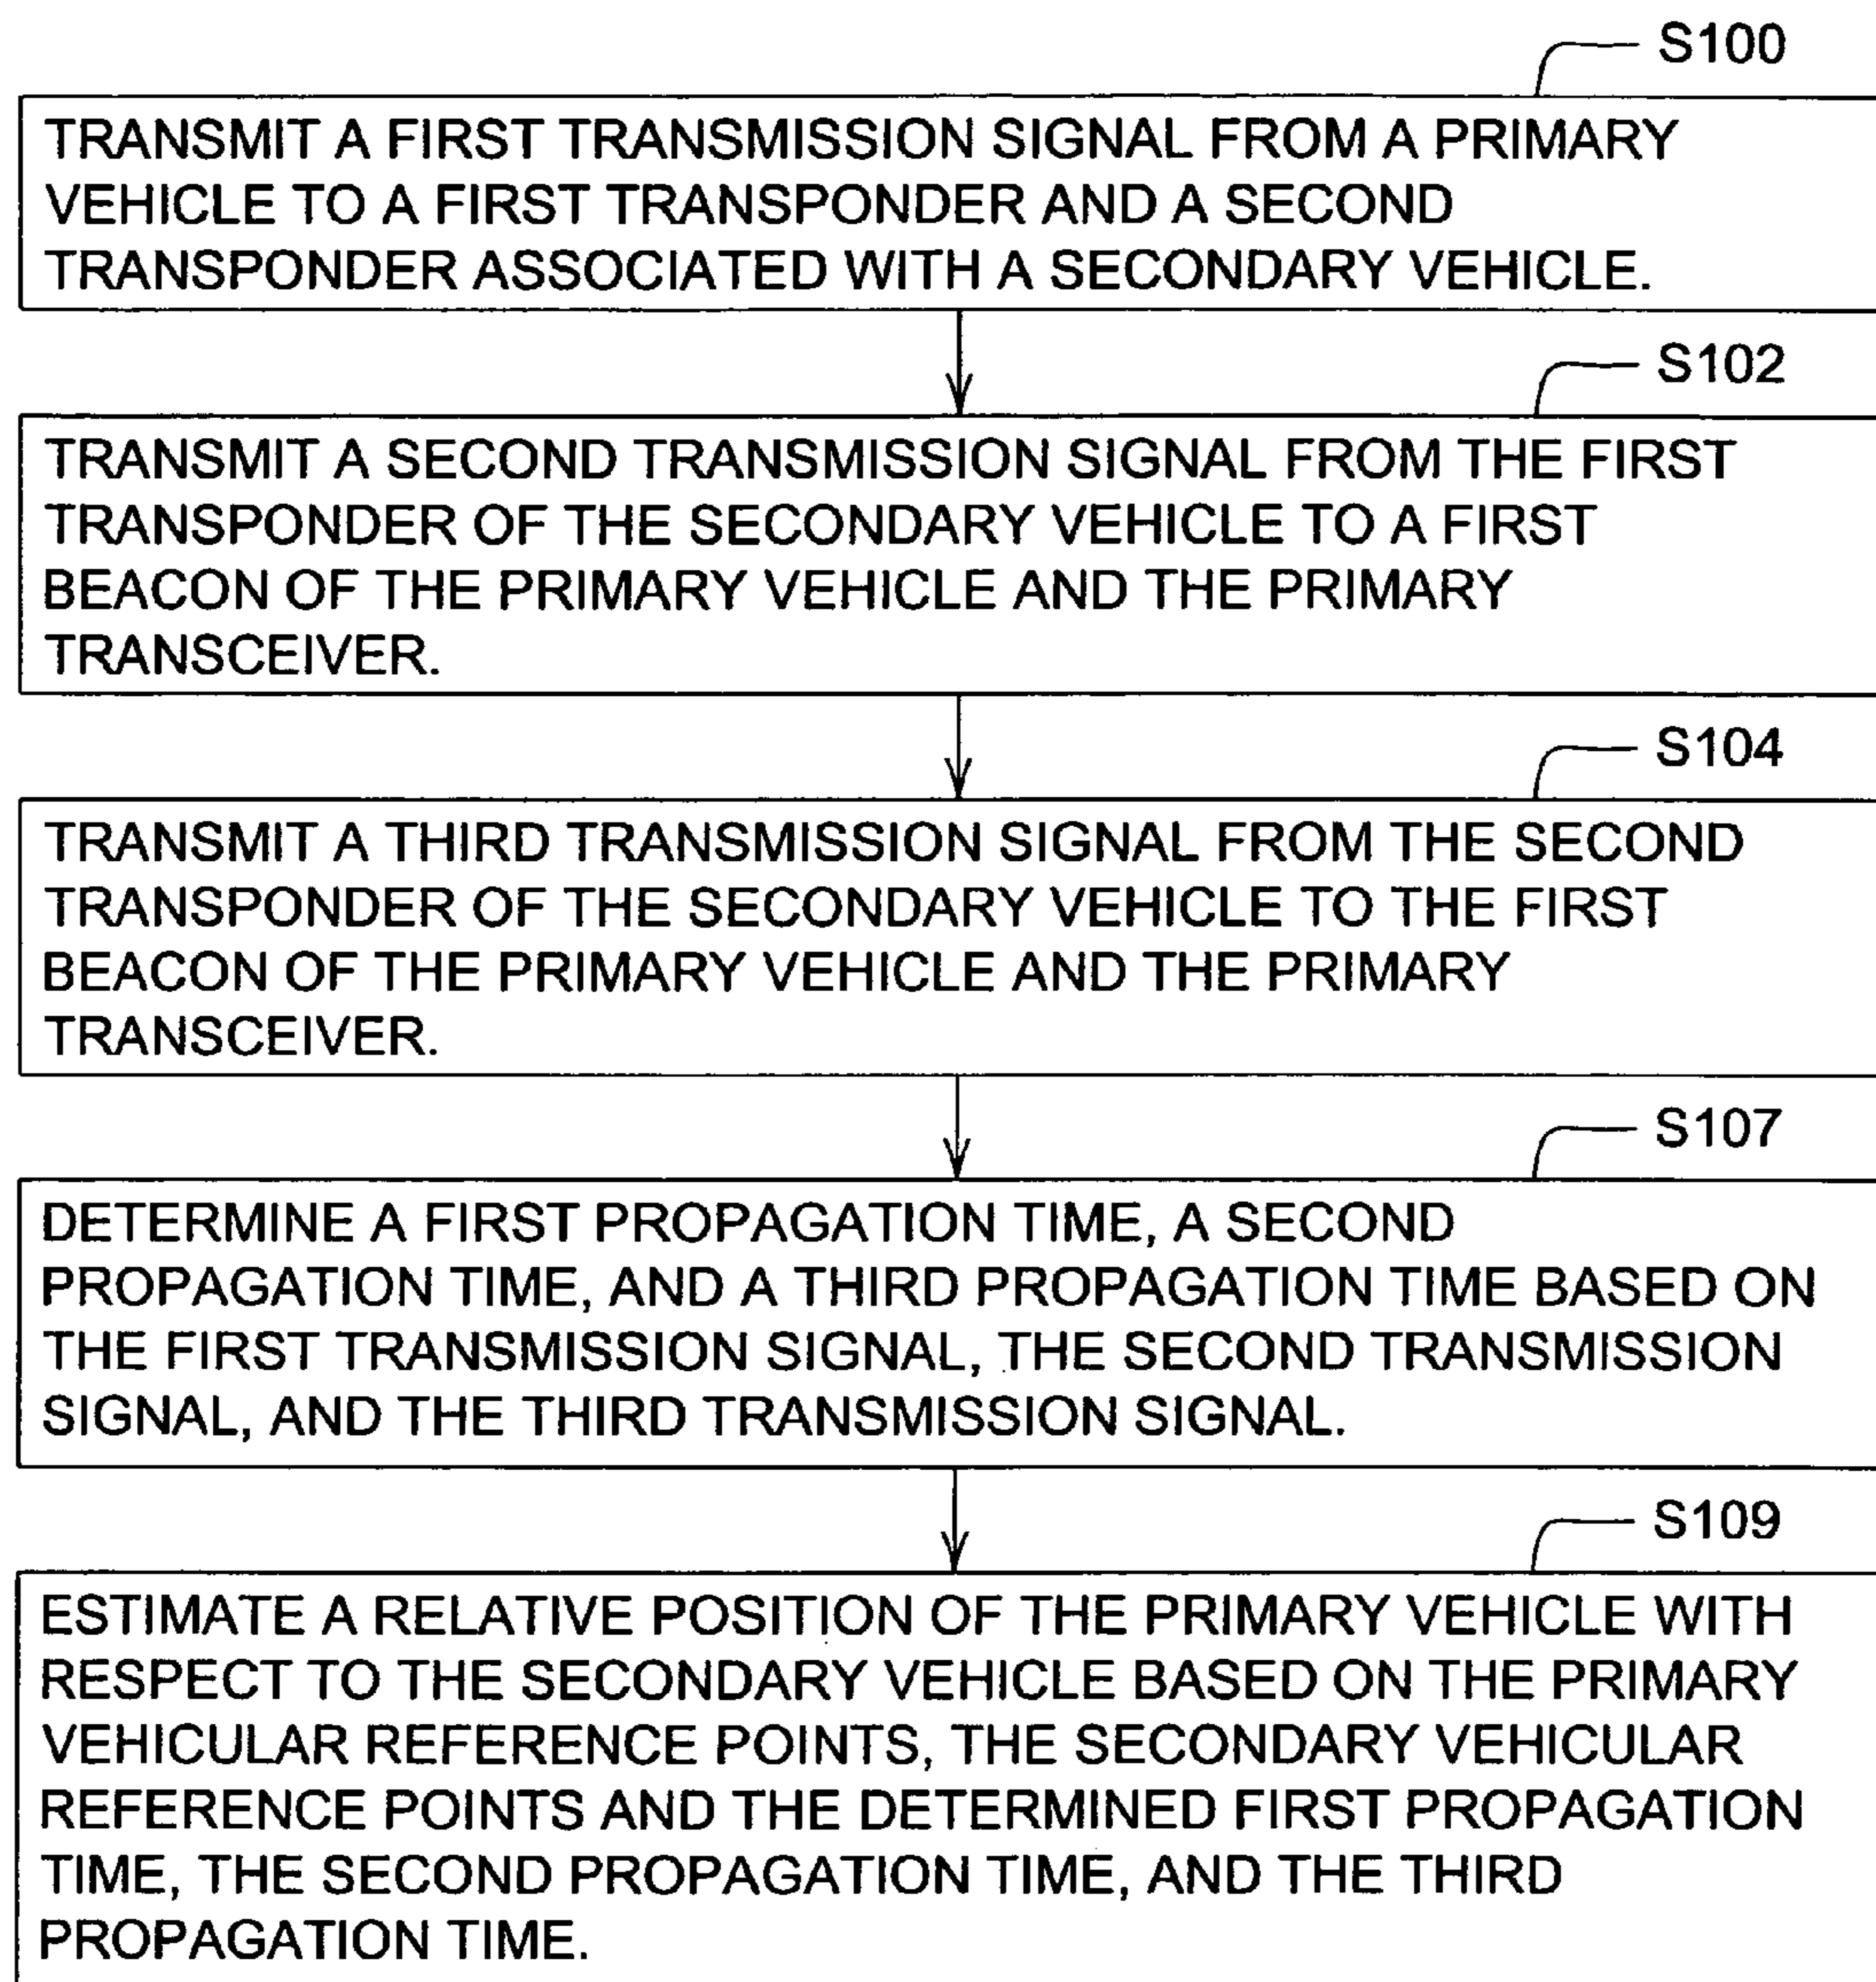 S100
TRANSMIT A FIRST TRANSMISSION SIGNAL FROM A PRIMARY
VEHICLE TO A FIRST TRANSPONDER AND A SECOND
TRANSPONDER ASSOCIATED WITH A SECONDARY VEHICLE.
S102
TRANSMIT A SECOND TRANSMISSION SIGNAL FROM THE FIRST
TRANSPONDER OF THE SECONDARY VEHICLE TO A FIRST
BEACON OF THE PRIMARY VEHICLE AND THE PRIMARY
TRANSCEIVER.
S104
TRANSMIT A THIRD TRANSMISSION SIGNAL FROM THE SECOND
TRANSPONDER OF THE SECONDARY VEHICLE TO THE FIRST
BEACON OF THE PRIMARY VEHICLE AND THE PRIMARY
TRANSCEIVER.
S107
DETERMINE A FIRST PROPAGATION TIME, A SECOND
PROPAGATION TIME, AND A THIRD PROPAGATION TIME BASED ON
THE FIRST TRANSMISSION SIGNAL, THE SECOND TRANSMISSION
SIGNAL, AND THE THIRD TRANSMISSION SIGNAL.
S109
ESTIMATE A RELATIVE POSITION OF THE PRIMARY VEHICLE WITH
RESPECT TO THE SECONDARY VEHICLE BASED ON THE PRIMARY
VEHICULAR REFERENCE POINTS, THE SECONDARY VEHICULAR
REFERENCE POINTS AND THE DETERMINED FIRST PROPAGATION
TIME, THE SECOND PROPAGATION TIME, AND THE THIRD
PROPAGATION TIME.